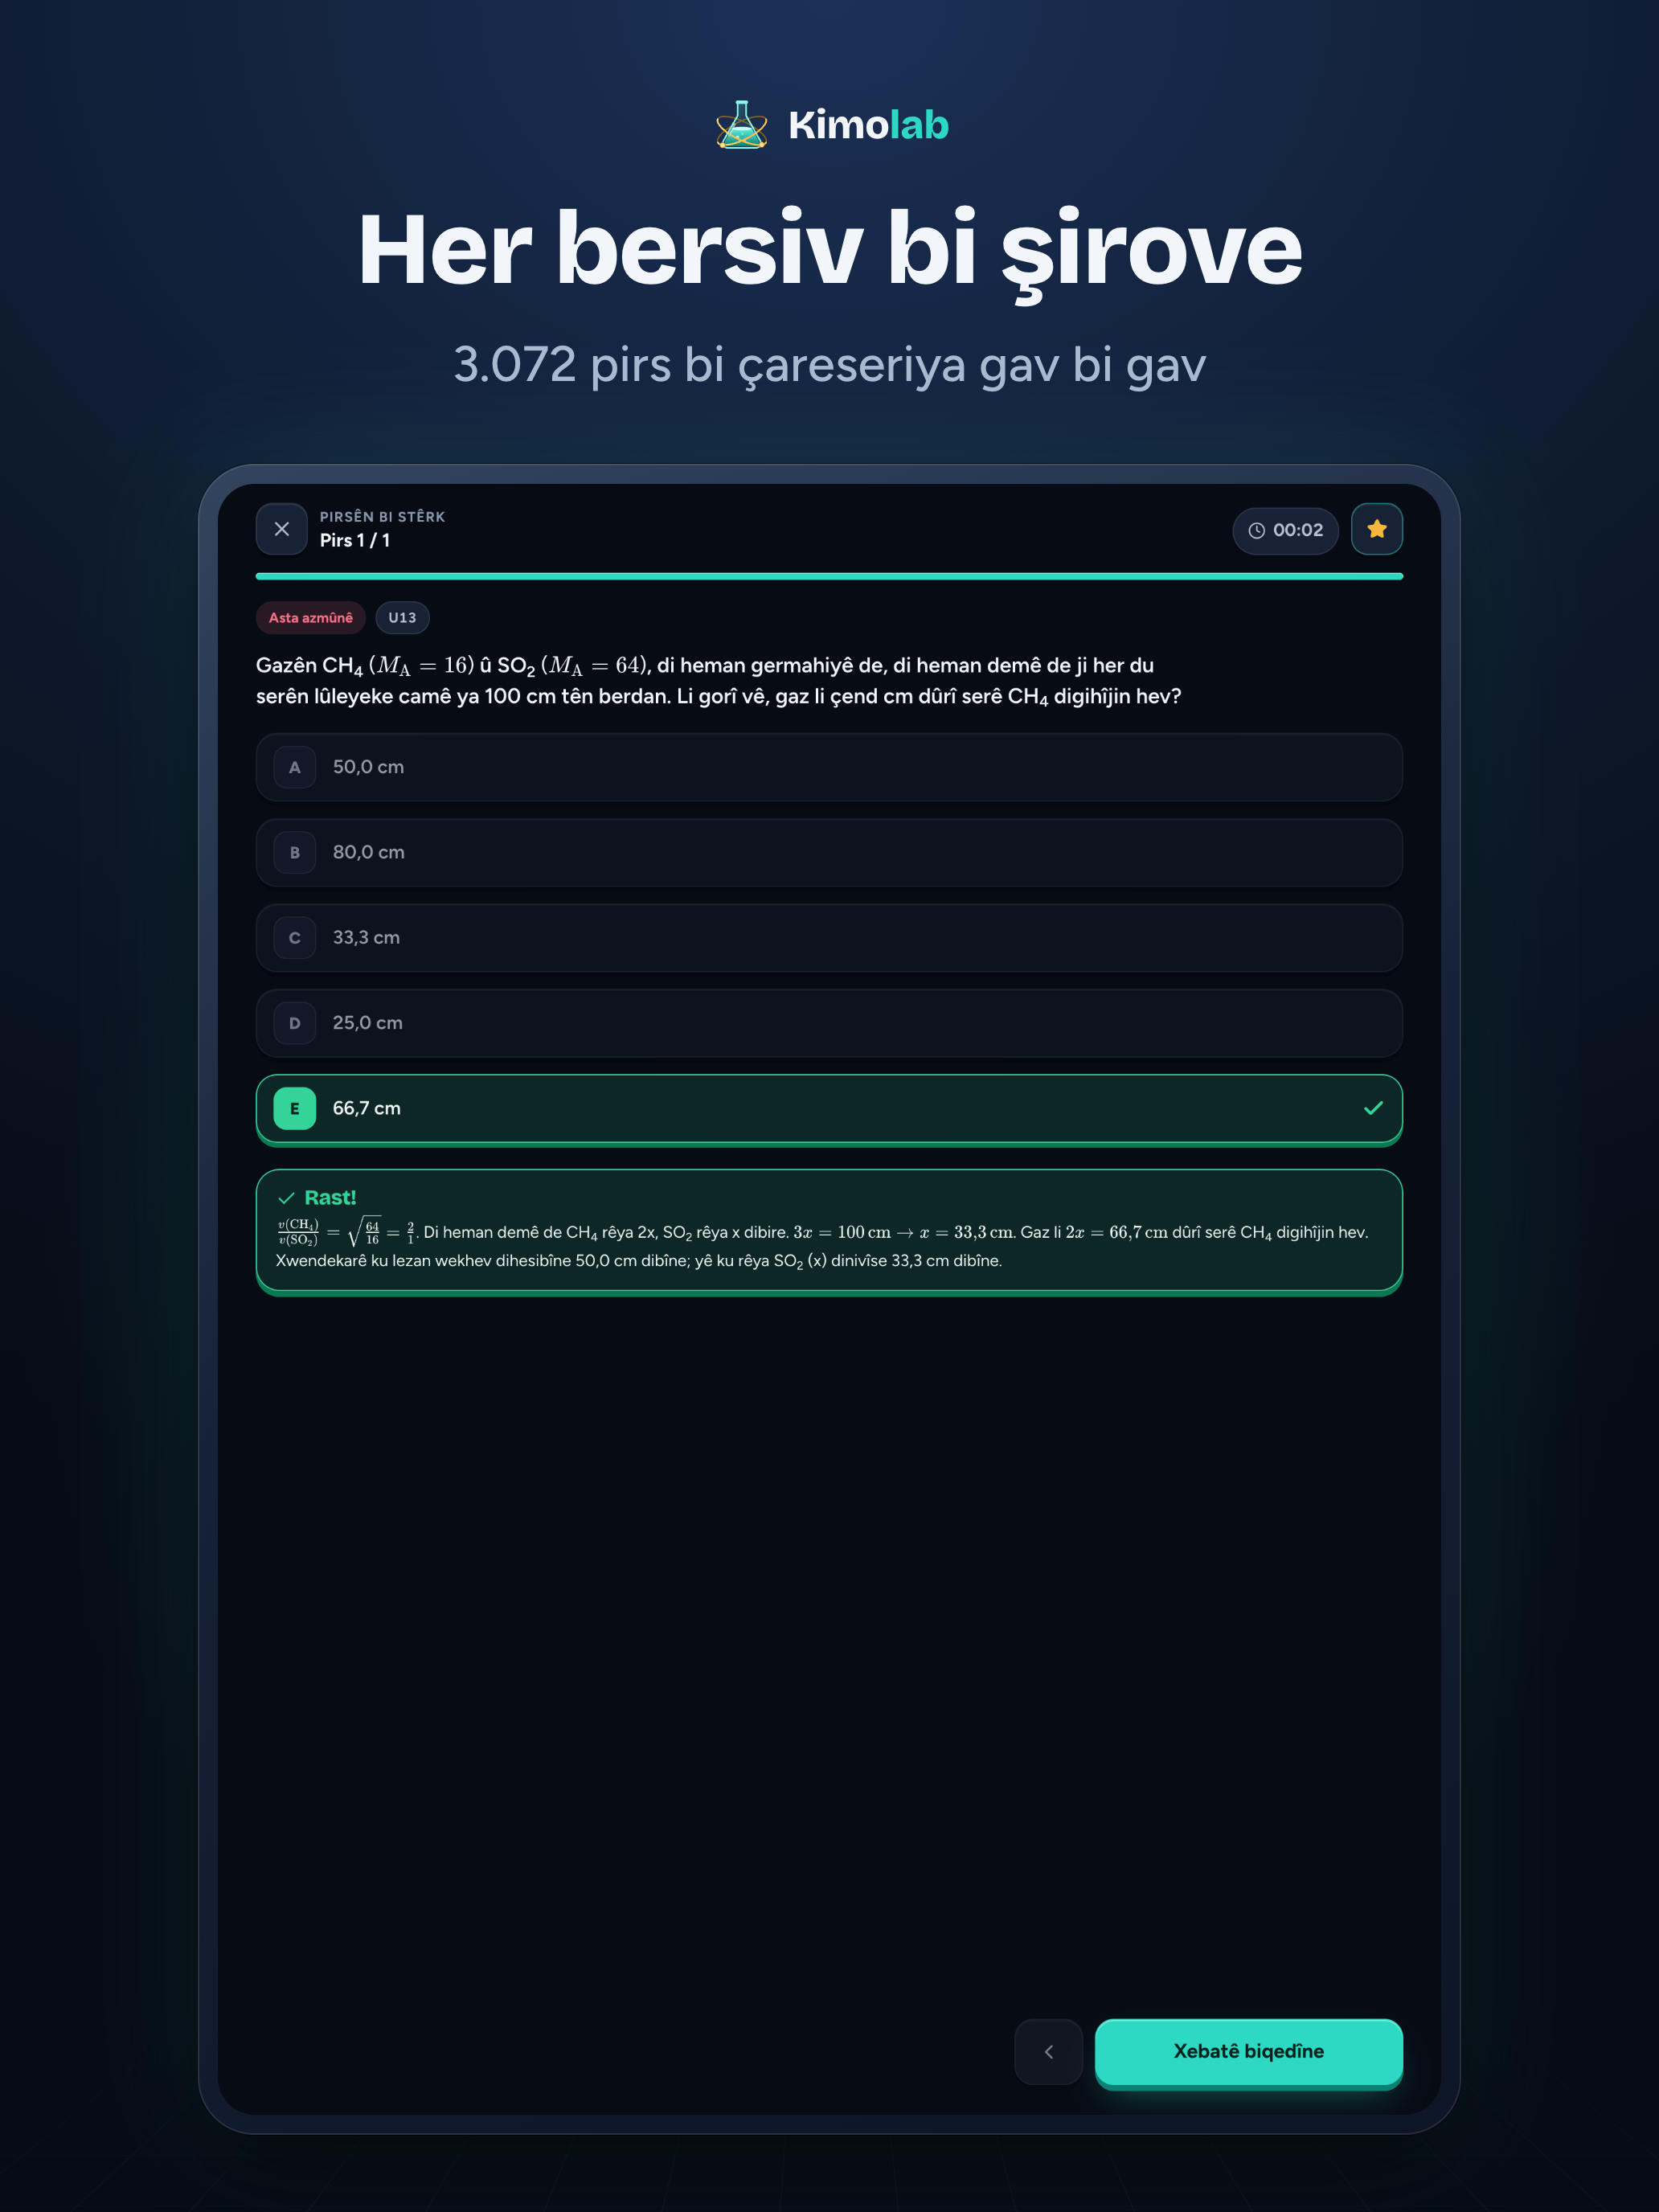 Kimolab
Her bersiv bi şirove
3.072 pirs bi çareseriya gav bi gav
PIRSÊN BI STÊRK
Pirs 1 / 1
00:02
Asta azmûnê
U13
Gazên CH₄ (M_A = 16) û SO₂ (M_A = 64), di heman germahiyê de, di heman demê de ji her du
serên lûleyeke camê ya 100 cm tên berdan. Li gorî vê, gaz li çend cm dûrî serê CH₄ digihîjin hev?
A 50,0 cm
B 80,0 cm
C 33,3 cm
D 25,0 cm
E 66,7 cm
Rast!
v(CH₄)/v(SO₂) = √(64/16) = 2/1. Di heman demê de CH₄ rêya 2x, SO₂ rêya x dibire. 3x = 100 cm → x = 33,3 cm. Gaz li 2x = 66,7 cm dûrî serê CH₄ digihîjin hev.
Xwendekarê ku lezan wekhev dihesibîne 50,0 cm dibîne; yê ku rêya SO₂ (x) dinivîse 33,3 cm dibîne.
Xebatê biqedîne